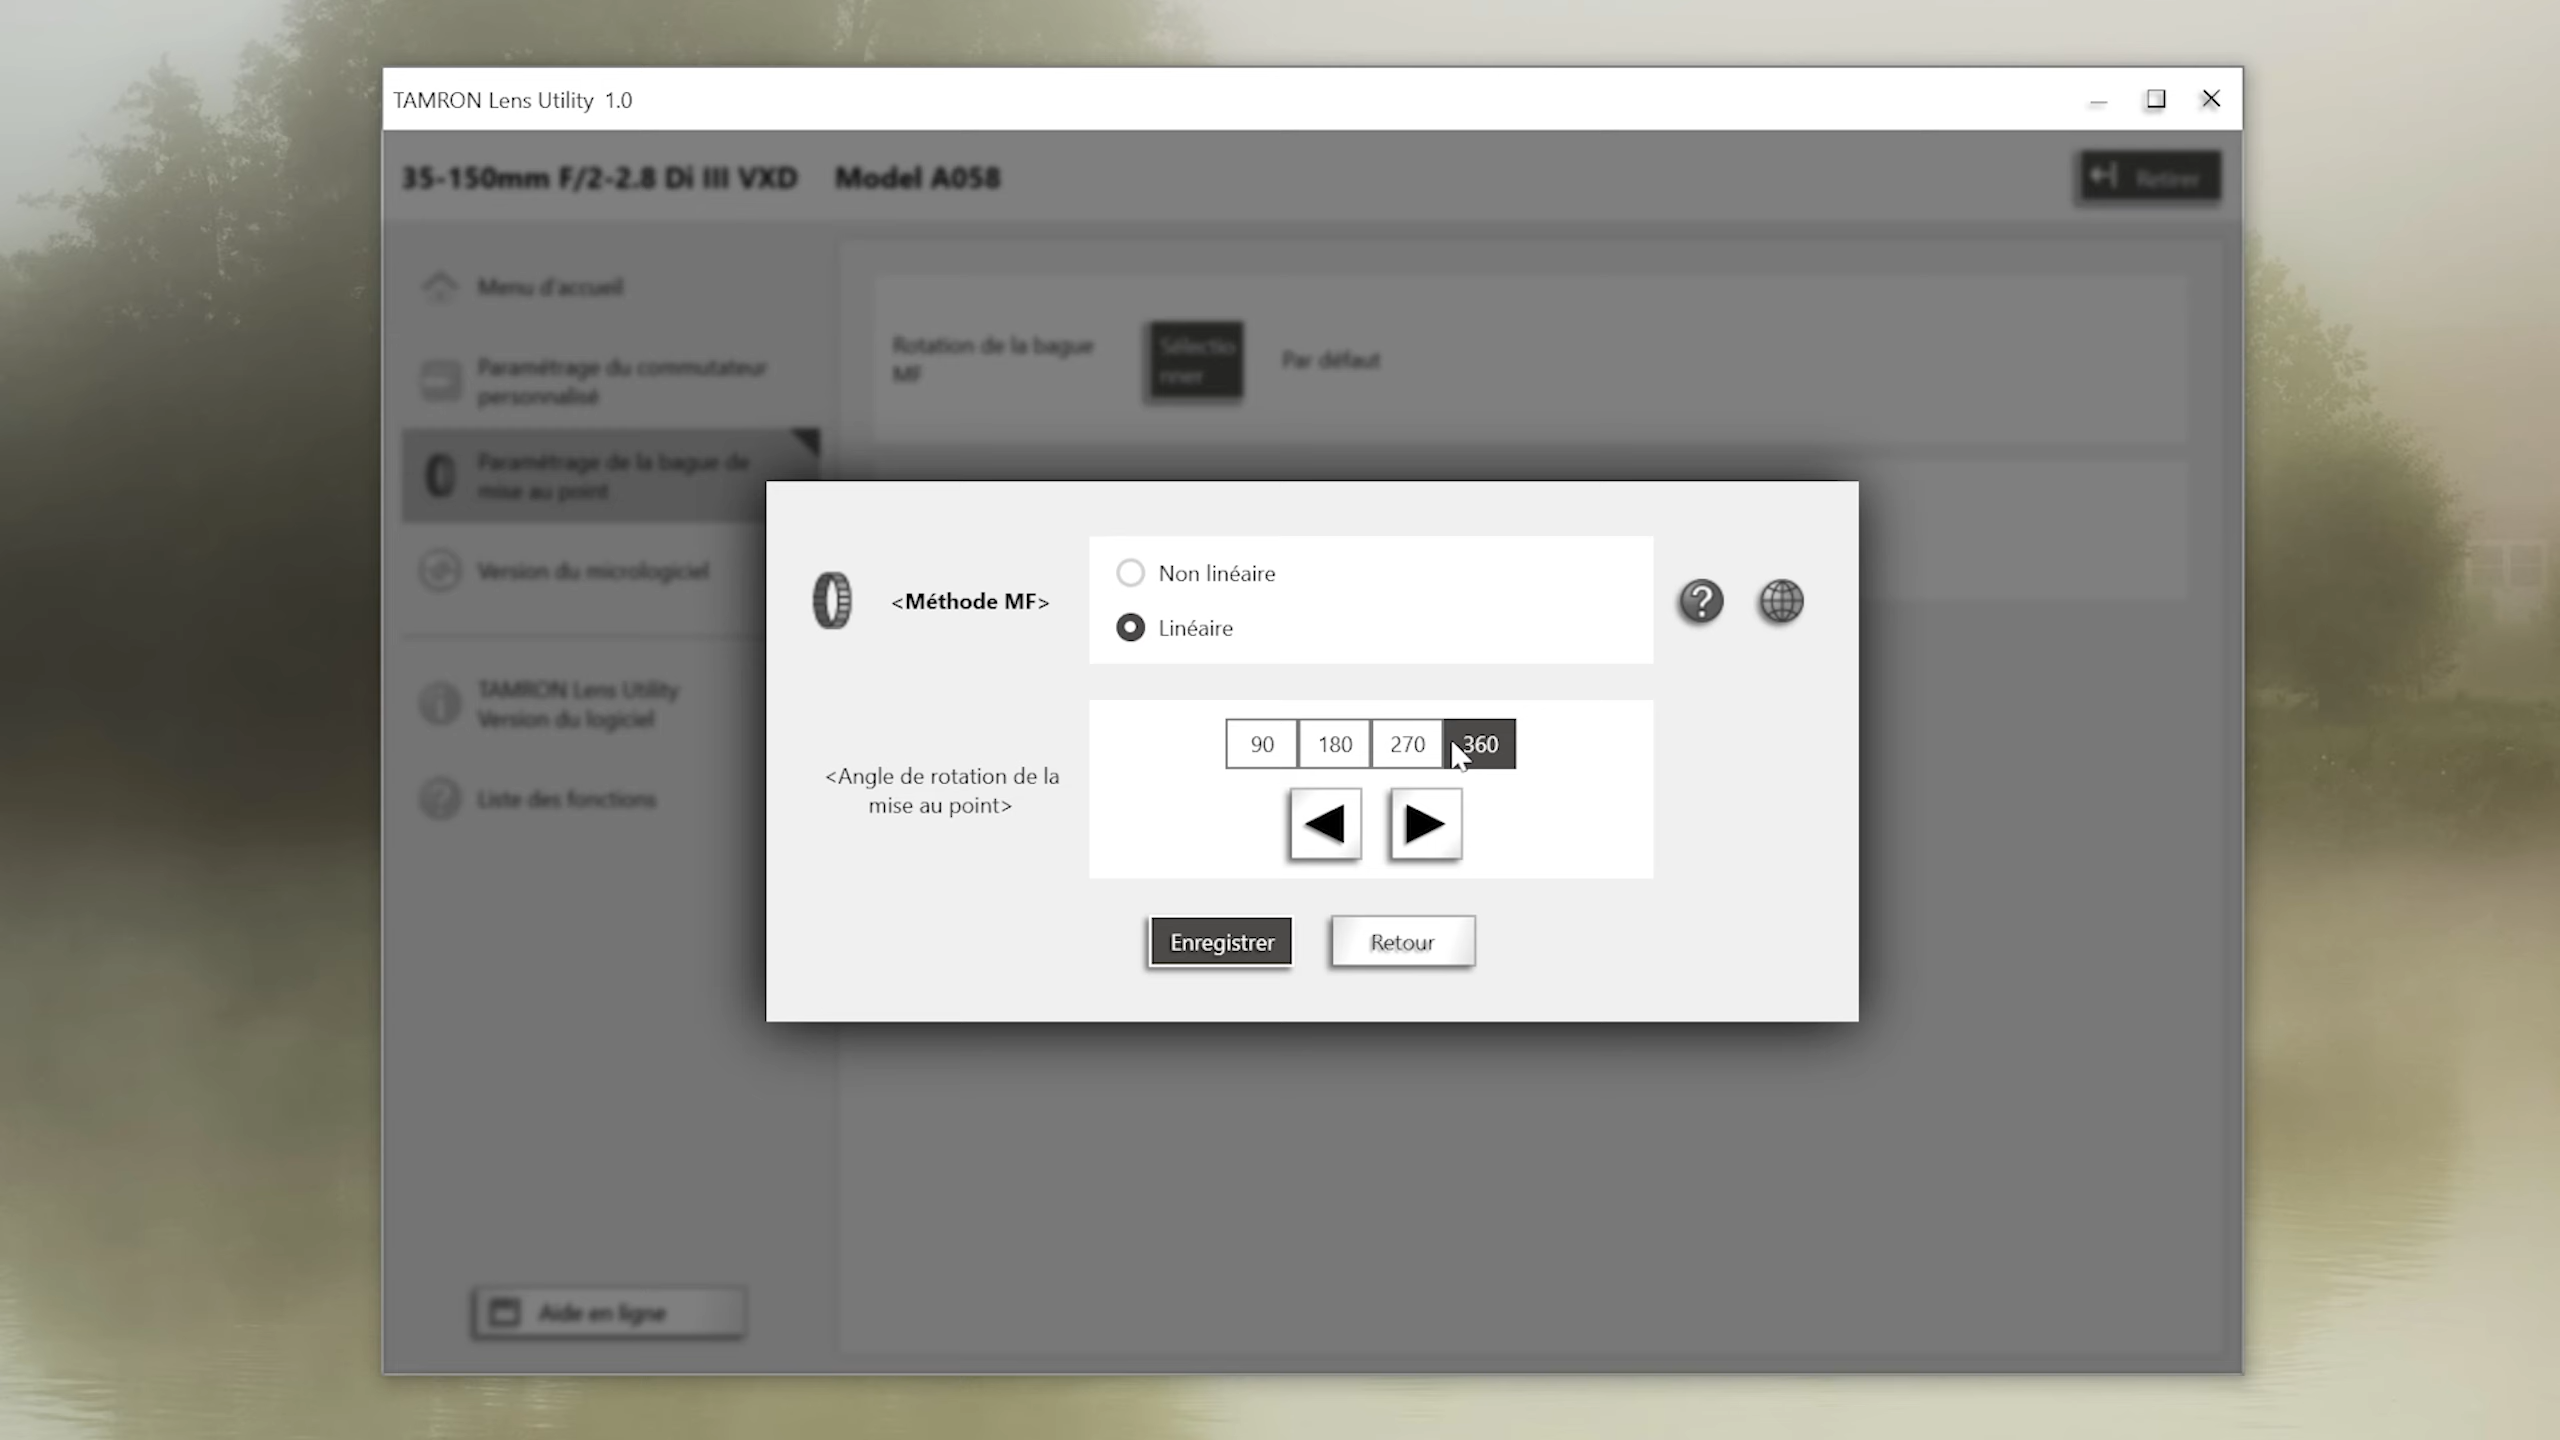 TAMRON Lens Utility 1.0
35-150mm F/2-2.8 Di III VXD Model A058
Retirer
Menu d'accueil
Paramétrage du commutateur
personnalisé
Paramétrage de la bague de
mise au point
Version du micrologiciel
TAMRON Lens Utility
Version du logiciel
Liste des fonctions
Aide en ligne
Rotation de la bague
MF
Sélectio
nner
Par défaut
<Méthode MF>
Non linéaire
Linéaire
<Angle de rotation de la
mise au point>
90 180 270 360
Enregistrer
Retour